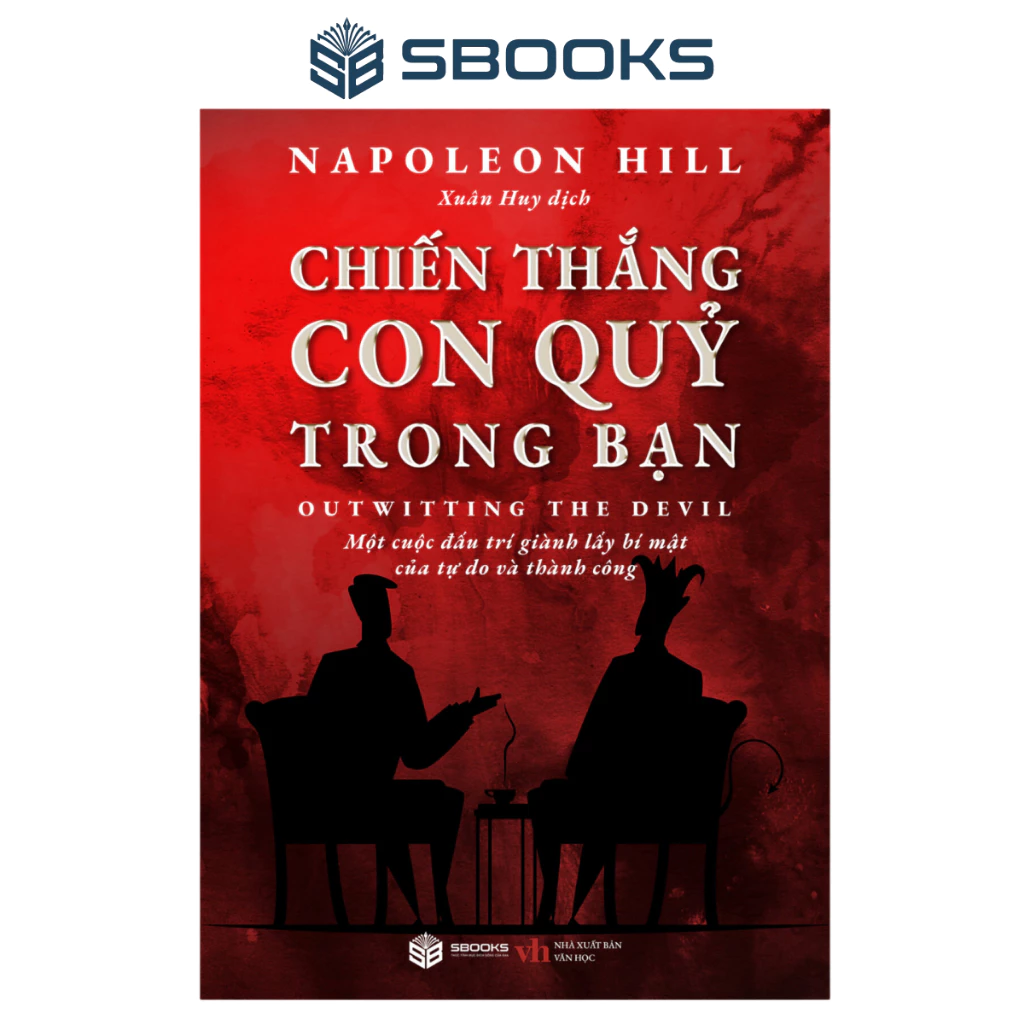 SBOOKS
NAPOLEON HILL
Xuân Huy dịch
CHIẾN THẮNG
CON QUỶ
TRONG BẠN
OUTWITTING THE DEVIL
Một cuộc đấu trí giành lấy bí mật
của tự do và thành công
SBOOKS
vh
NHÀ XUẤT BẢN
VĂN HỌC